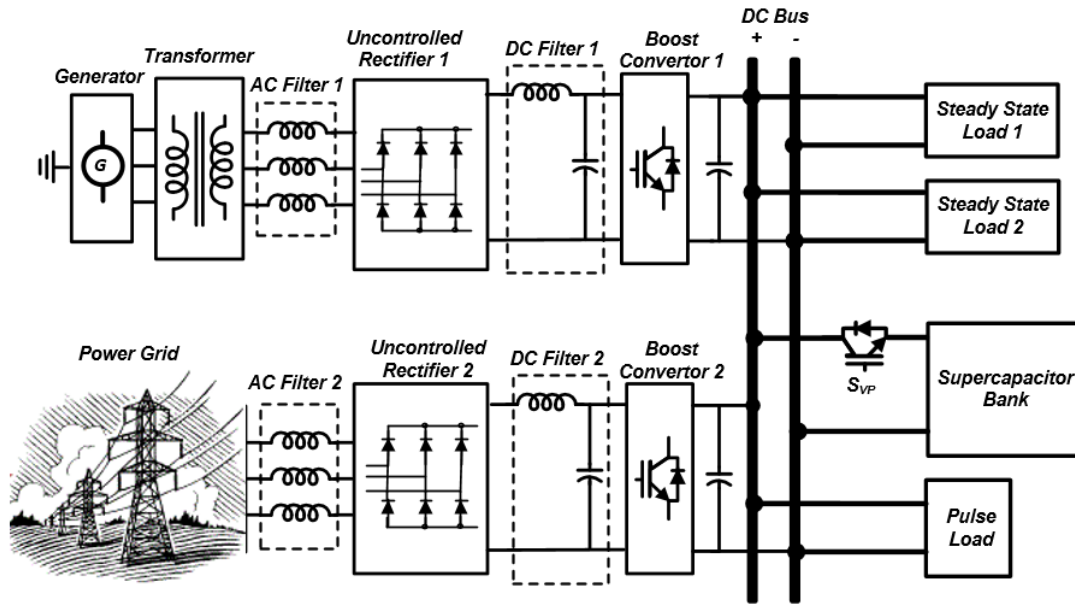 DC Bus
+ -
Generator
Transformer
AC Filter 1
Uncontrolled
Rectifier 1
DC Filter 1
Boost
Convertor 1
G
Steady State
Load 1
Steady State
Load 2
Power Grid
AC Filter 2
Uncontrolled
Rectifier 2
DC Filter 2
Boost
Convertor 2
SVP
Supercapacitor
Bank
Pulse
Load